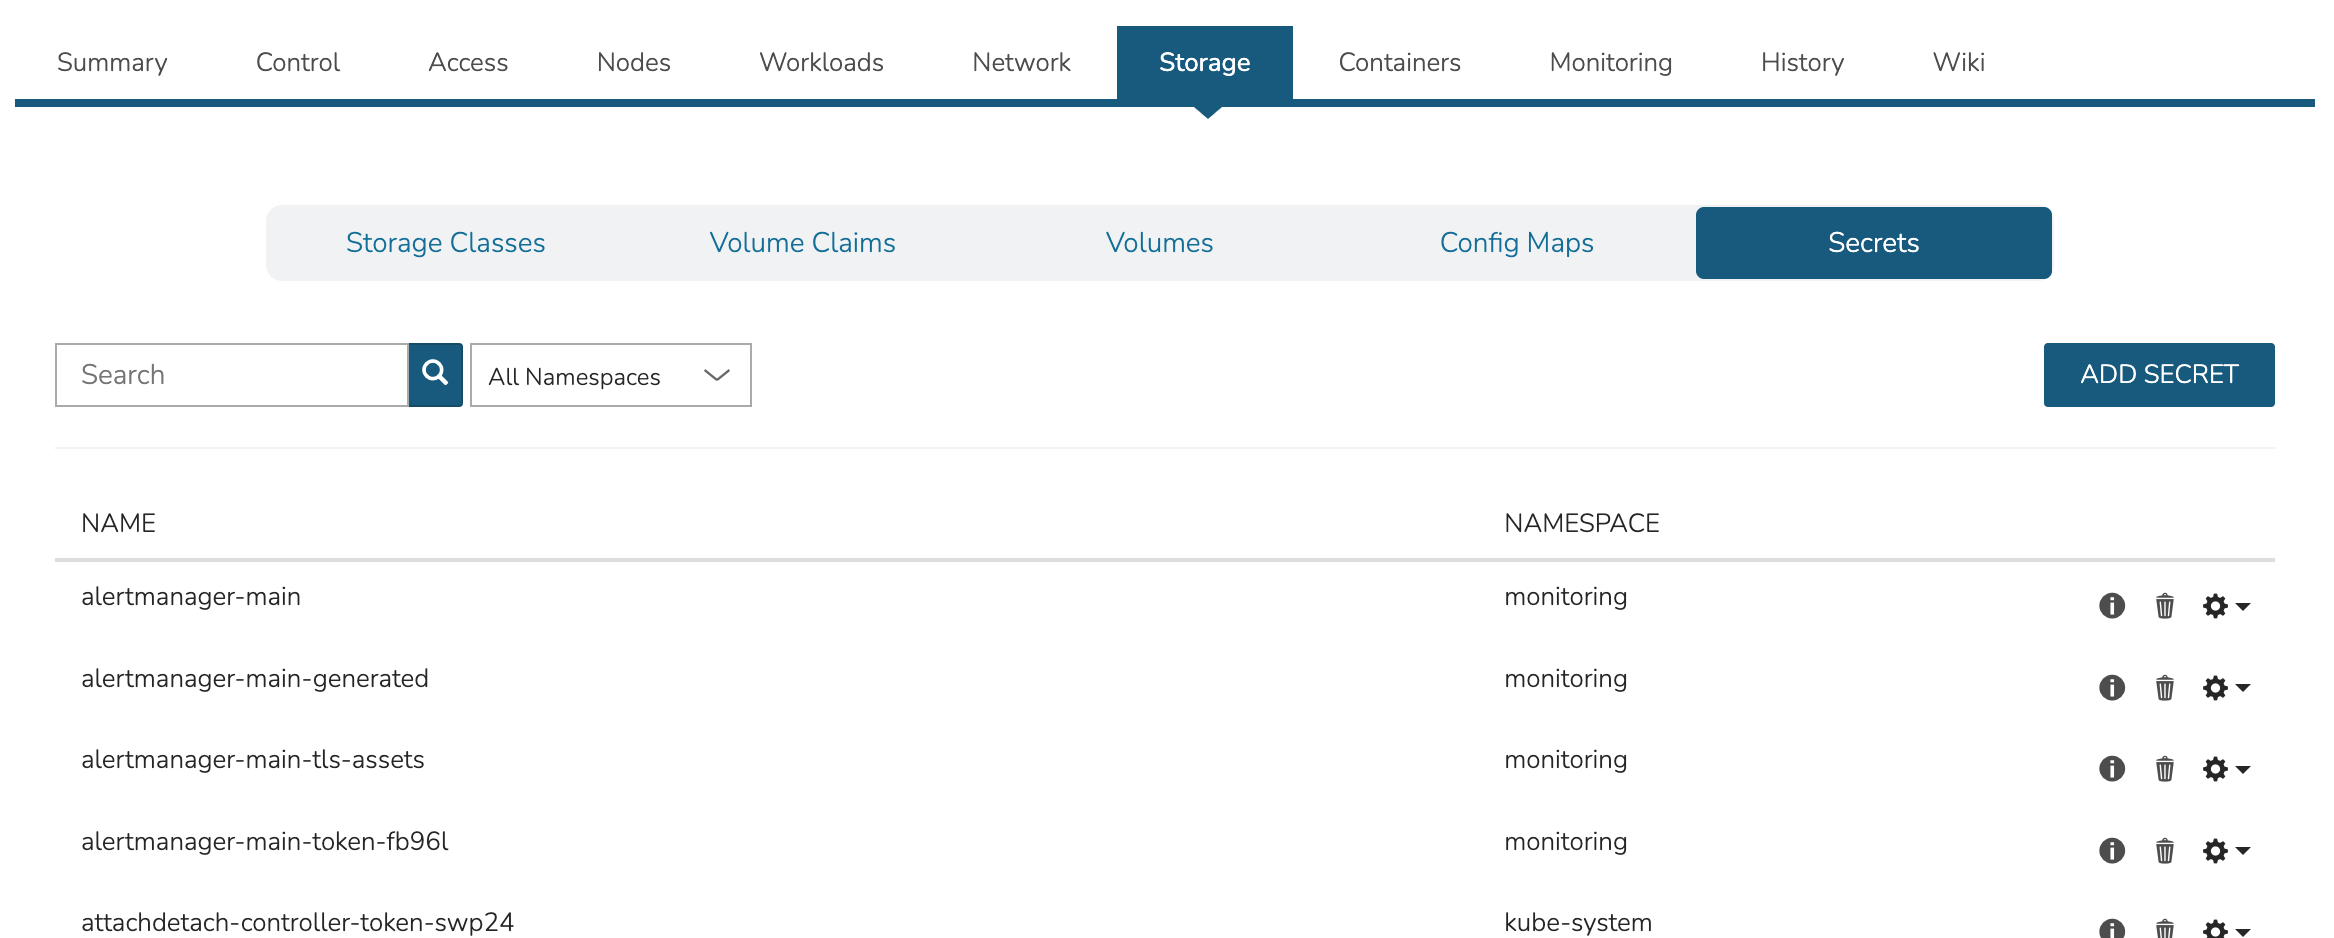 Summary Control Access Nodes Workloads Network Storage Containers Monitoring History Wiki
Storage Classes Volume Claims Volumes Config Maps Secrets
Search All Namespaces ADD SECRET
NAME NAMESPACE
alertmanager-main monitoring
alertmanager-main-generated monitoring
alertmanager-main-tls-assets monitoring
alertmanager-main-token-fb96l monitoring
attachdetach-controller-token-swp24 kube-system